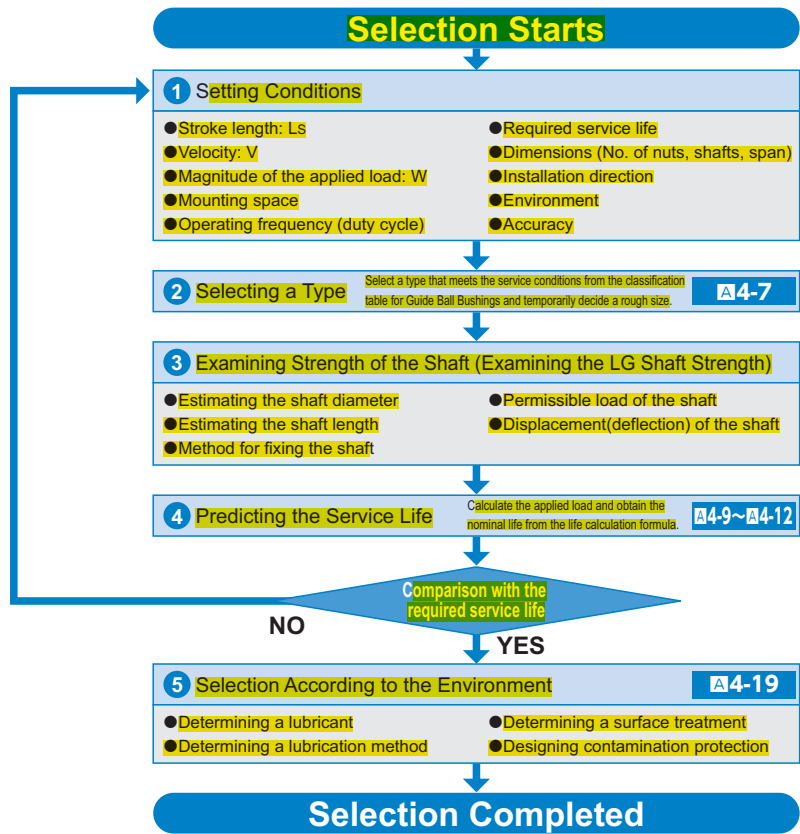 Selection Starts
1 Setting Conditions
●Stroke length: Ls
●Velocity: V
●Magnitude of the applied load: W
●Mounting space
●Operating frequency (duty cycle)
●Required service life
●Dimensions (No. of nuts, shafts, span)
●Installation direction
●Environment
●Accuracy
2 Selecting a Type
Select a type that meets the service conditions from the classification
table for Guide Ball Bushings and temporarily decide a rough size.
A4-7
3 Examining Strength of the Shaft (Examining the LG Shaft Strength)
●Estimating the shaft diameter
●Estimating the shaft length
●Method for fixing the shaft
●Permissible load of the shaft
●Displacement(deflection) of the shaft
4 Predicting the Service Life
Calculate the applied load and obtain the
nominal life from the life calculation formula.
A4-9~A4-12
Comparison with the
required service life
NO
YES
5 Selection According to the Environment
A4-19
●Determining a lubricant
●Determining a lubrication method
●Determining a surface treatment
●Designing contamination protection
Selection Completed